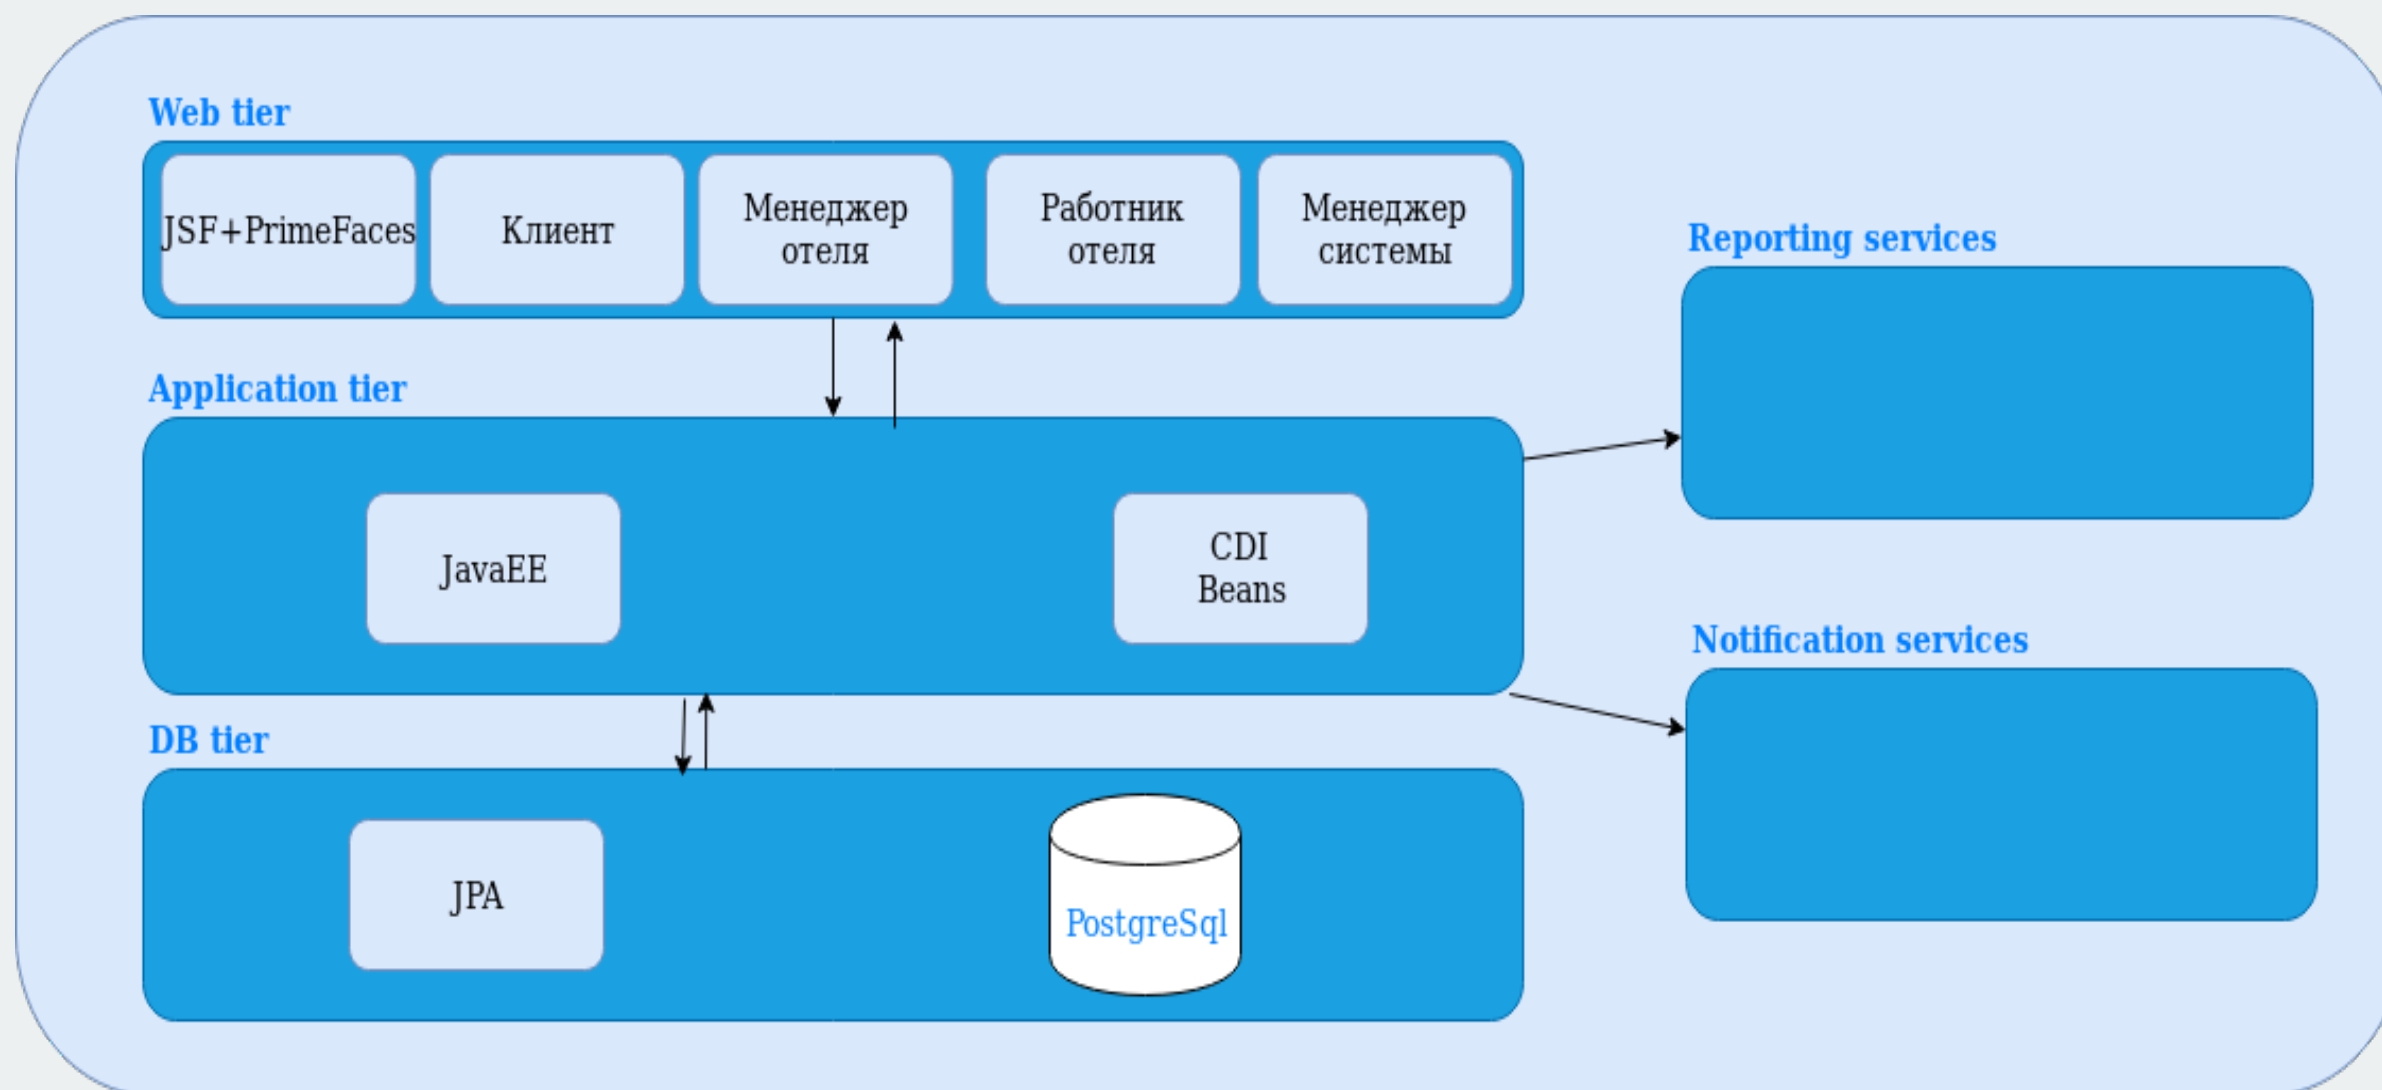 Web tier
JSF+PrimeFaces
Клиент
Менеджер
отеля
Работник
отеля
Менеджер
системы
Reporting services
Application tier
JavaEE
CDI
Beans
Notification services
DB tier
JPA
PostgreSql